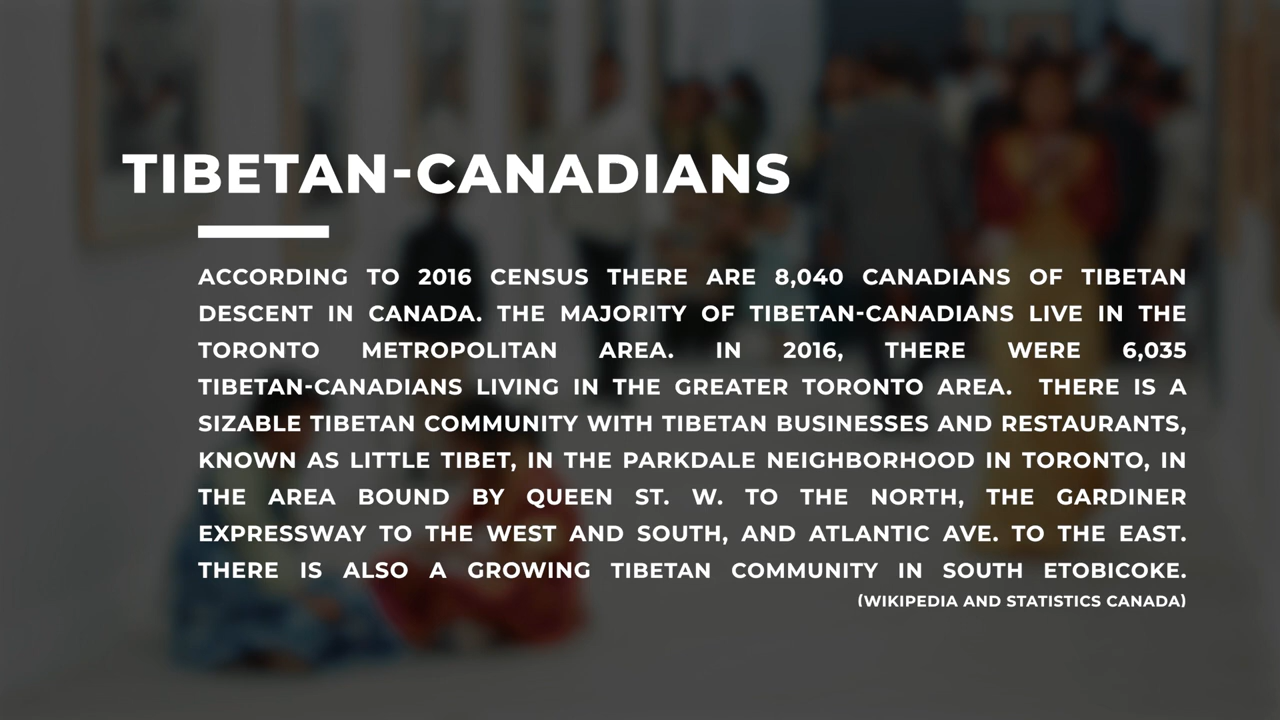 TIBETAN-CANADIANS
ACCORDING TO 2016 CENSUS THERE ARE 8,040 CANADIANS OF TIBETAN
DESCENT IN CANADA. THE MAJORITY OF TIBETAN-CANADIANS LIVE IN THE
TORONTO METROPOLITAN AREA. IN 2016, THERE WERE 6,035
TIBETAN-CANADIANS LIVING IN THE GREATER TORONTO AREA. THERE IS A
SIZABLE TIBETAN COMMUNITY WITH TIBETAN BUSINESSES AND RESTAURANTS,
KNOWN AS LITTLE TIBET, IN THE PARKDALE NEIGHBORHOOD IN TORONTO, IN
THE AREA BOUND BY QUEEN ST. W. TO THE NORTH, THE GARDINER
EXPRESSWAY TO THE WEST AND SOUTH, AND ATLANTIC AVE. TO THE EAST.
THERE IS ALSO A GROWING TIBETAN COMMUNITY IN SOUTH ETOBICOKE.
(WIKIPEDIA AND STATISTICS CANADA)